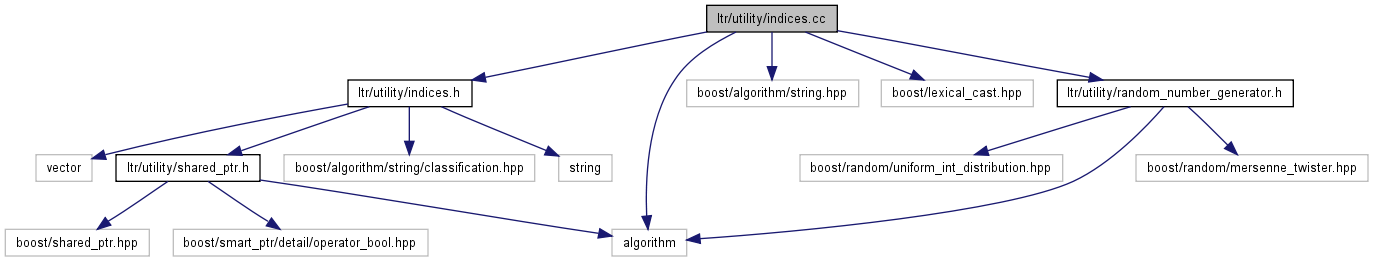 ltr/utility/indices.cc
ltr/utility/indices.h
boost/algorithm/string.hpp
boost/lexical_cast.hpp
ltr/utility/random_number_generator.h
vector
ltr/utility/shared_ptr.h
boost/algorithm/string/classification.hpp
string
boost/random/uniform_int_distribution.hpp
boost/random/mersenne_twister.hpp
boost/shared_ptr.hpp
boost/smart_ptr/detail/operator_bool.hpp
algorithm